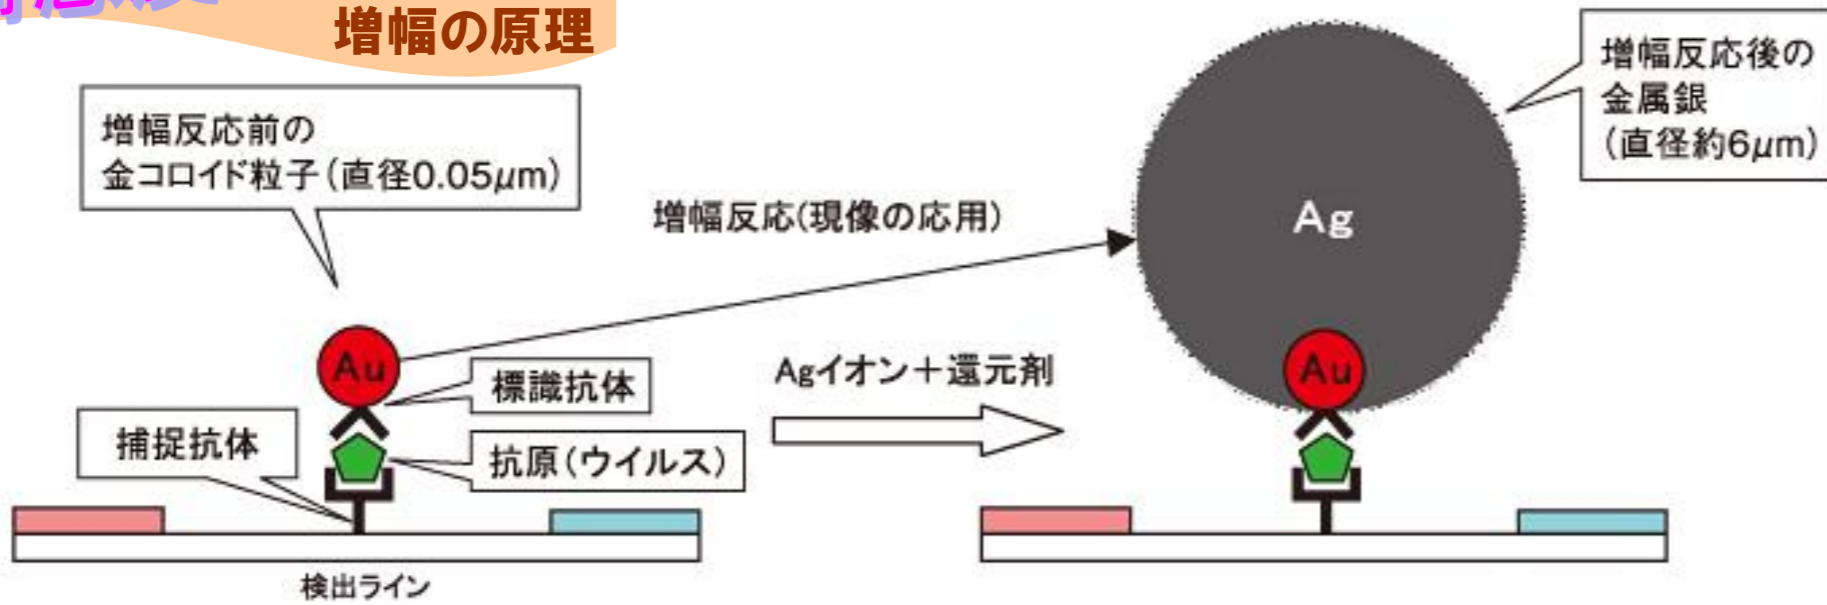 増幅の原理
増幅反応前の
金コロイド粒子(直径0.05μm)
増幅反応後の
金属銀
(直径約6μm)
増幅反応(現像の応用)
Ag
Au
標識抗体
Agイオン+還元剤
Au
捕捉抗体
抗原(ウイルス)
検出ライン